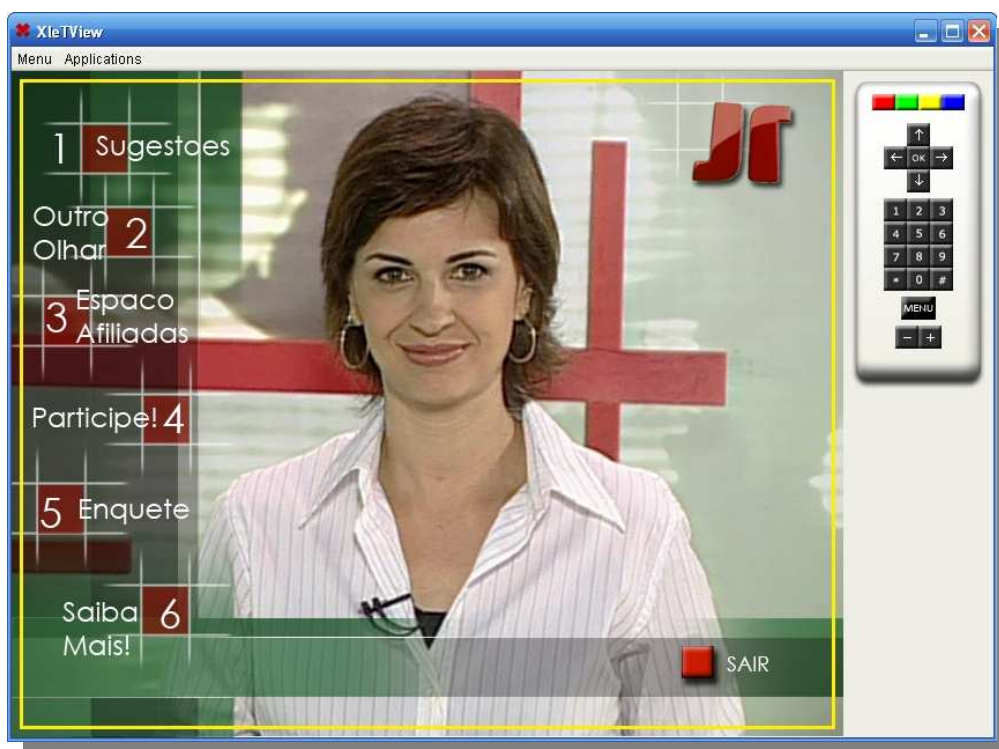 XleTView
Menu Applications
1 Sugestoes
Outro
Olhar 2
3 Espaco
Afiliadas
Participe! 4
5 Enquete
Saiba 6
Mais!
SAIR
OK
1 2 3
4 5 6
7 8 9
* 0 #
MENU
- +